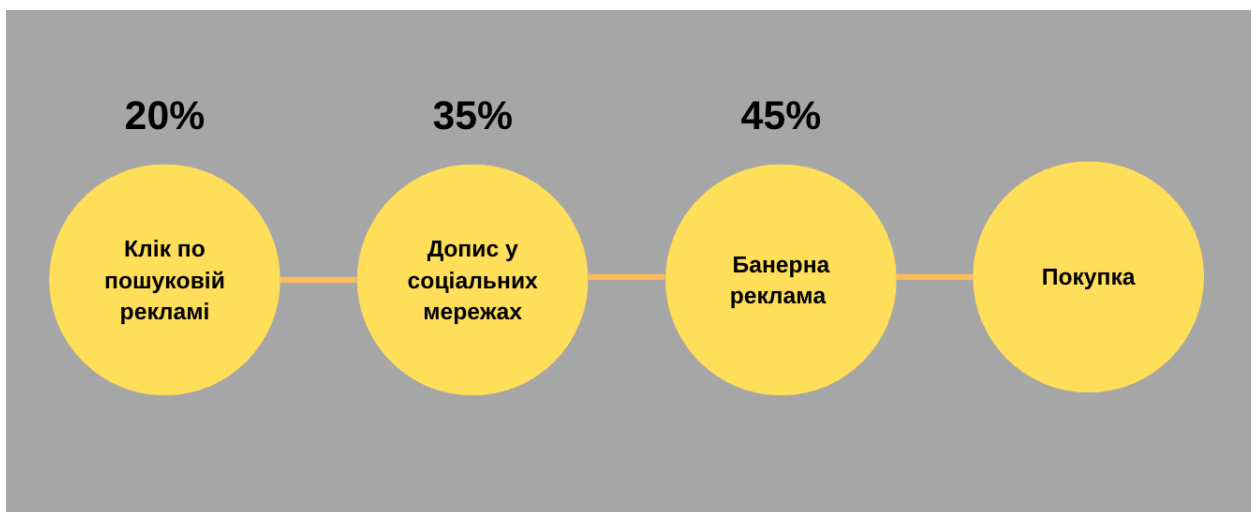 20%
35%
45%
Клік по
пошуковій
рекламі
Допис у
соціальних
мережах
Банерна
реклама
Покупка